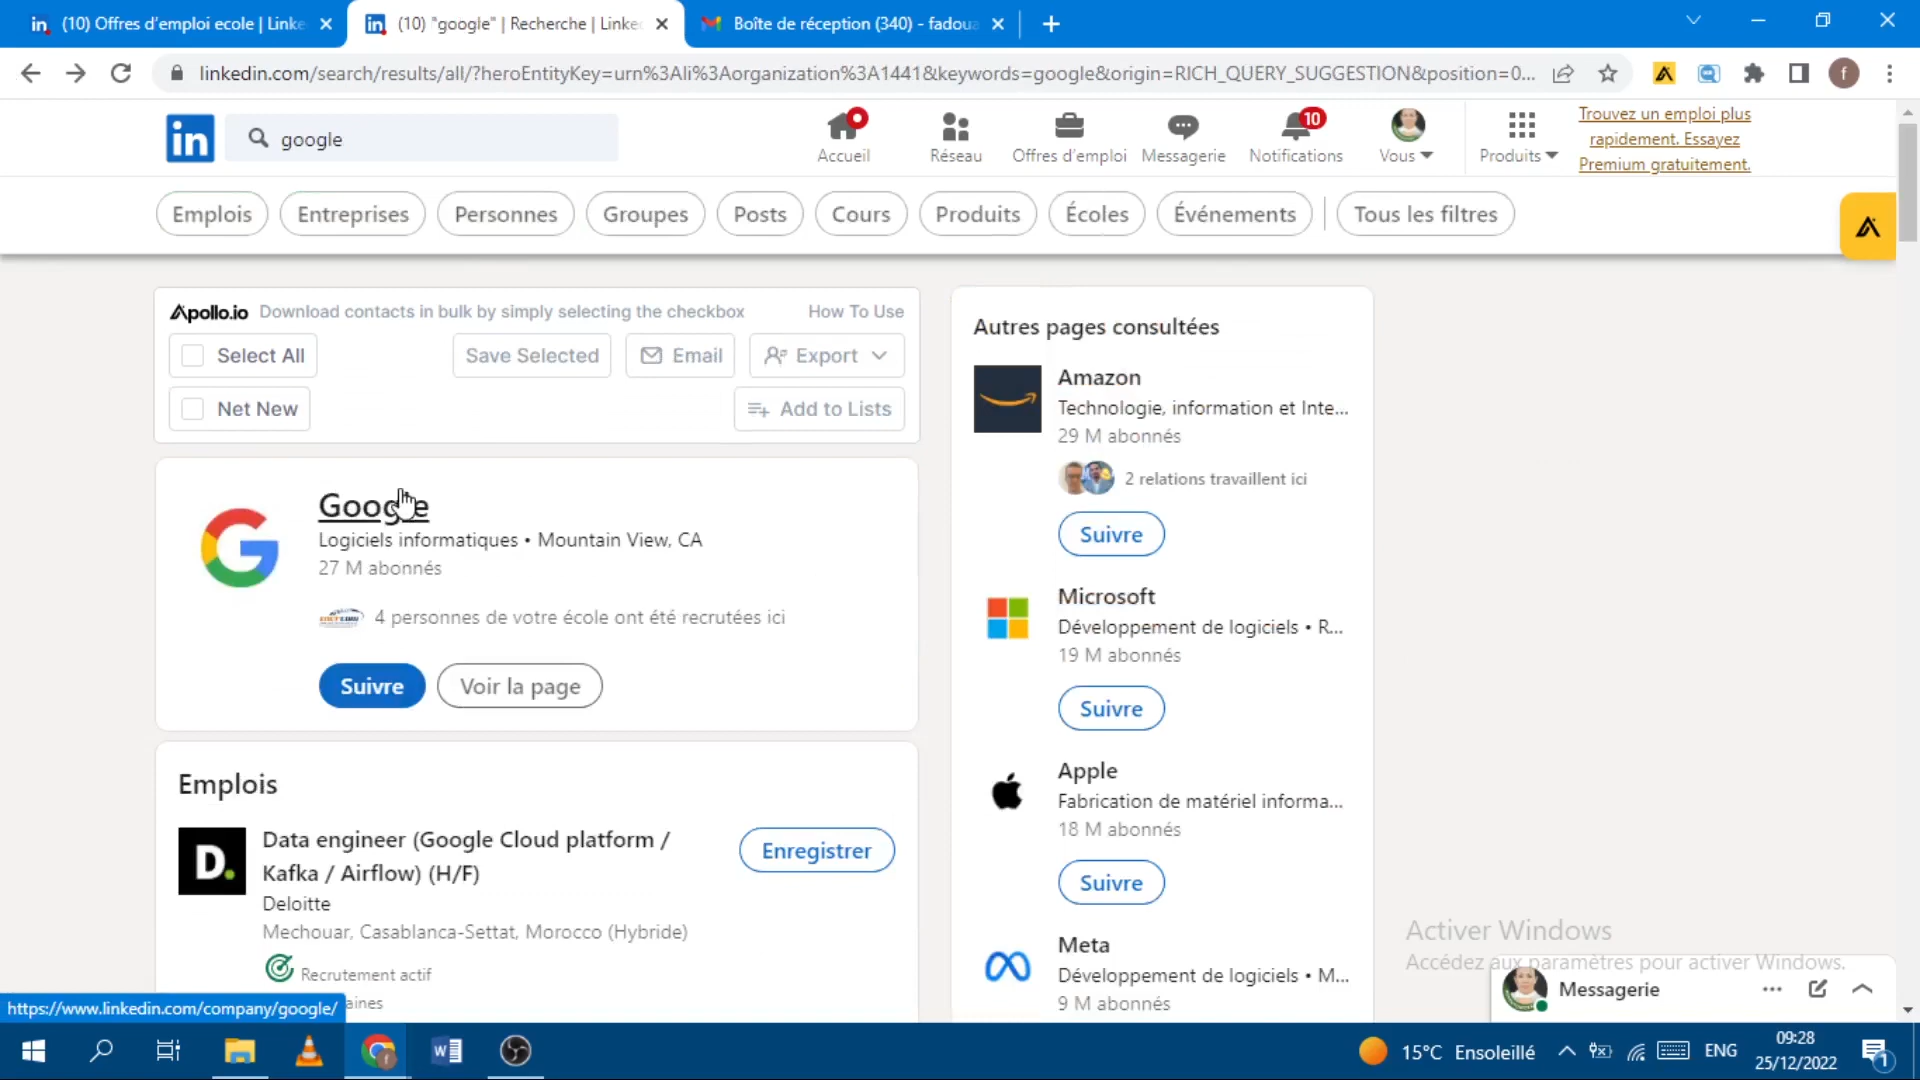 (10) Offres d'emploi ecole | Linke
(10) "google" | Recherche | Linke
Boîte de réception (340) - fadoua
linkedin.com/search/results/all/?heroEntityKey=urn%3Ali%3Aorganization%3A1441&keywords=google&origin=RICH_QUERY_SUGGESTION&position=0...
f
in
google
Accueil
Réseau
Offres d'emploi
Messagerie
10
Notifications
Vous
Produits
Trouvez un emploi plus
rapidement. Essayez
Premium gratuitement.
Emplois
Entreprises
Personnes
Groupes
Posts
Cours
Produits
Écoles
Événements
Tous les filtres
Apollo.io Download contacts in bulk by simply selecting the checkbox
How To Use
Select All
Save Selected
Email
Export
Net New
Add to Lists
Google
Logiciels informatiques • Mountain View, CA
27 M abonnés
4 personnes de votre école ont été recrutées ici
Suivre
Voir la page
Emplois
D.
Data engineer (Google Cloud platform /
Kafka / Airflow) (H/F)
Deloitte
Mechouar, Casablanca-Settat, Morocco (Hybride)
Recrutement actif
aines
Enregistrer
Autres pages consultées
Amazon
Technologie, information et Inte...
29 M abonnés
2 relations travaillent ici
Suivre
Microsoft
Développement de logiciels • R...
19 M abonnés
Suivre
Apple
Fabrication de matériel informa...
18 M abonnés
Suivre
Meta
Développement de logiciels • M...
9 M abonnés
Activer Windows
Accédez aux paramètres pour activer Windows.
Messagerie
https://www.linkedin.com/company/google/
15°C Ensoleillé
ENG
09:28
25/12/2022
1